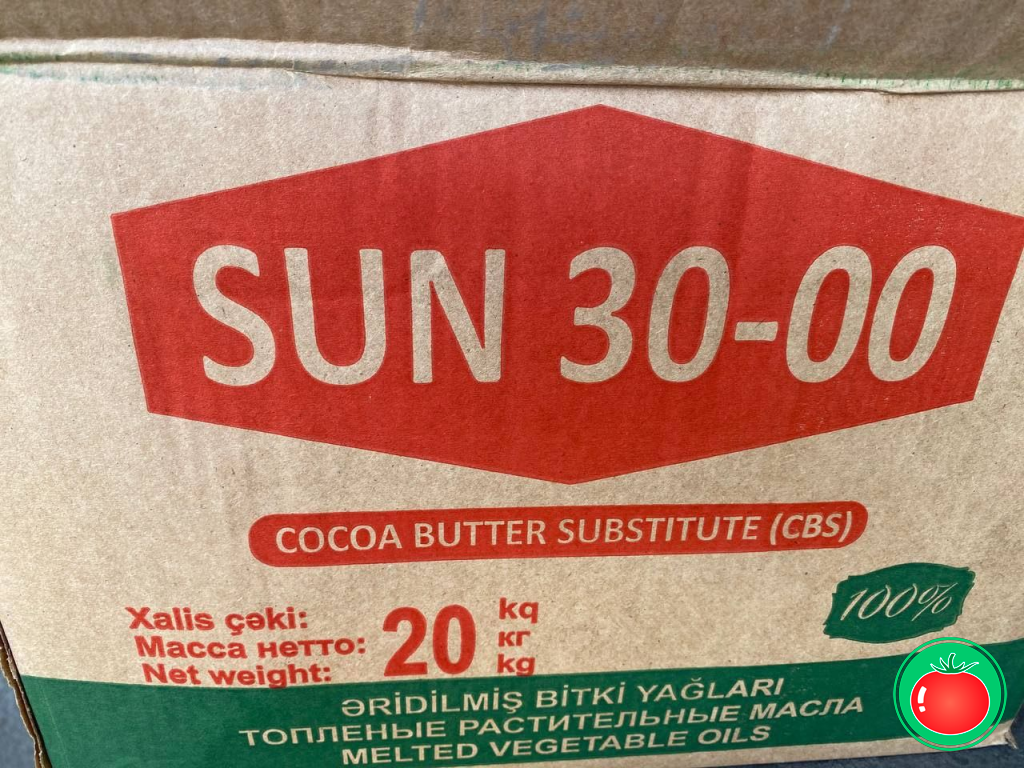 SUN 30-00
COCOA BUTTER SUBSTITUTE (CBS)
100%
Xalis çəki:
Масса нетто:
Net weight:
20
kq
кг
kg
ƏRİDİLMİŞ BİTKİ YAĞLARI
ТОПЛЕНЫЕ РАСТИТЕЛЬНЫЕ МАСЛА
MELTED VEGETABLE OILS